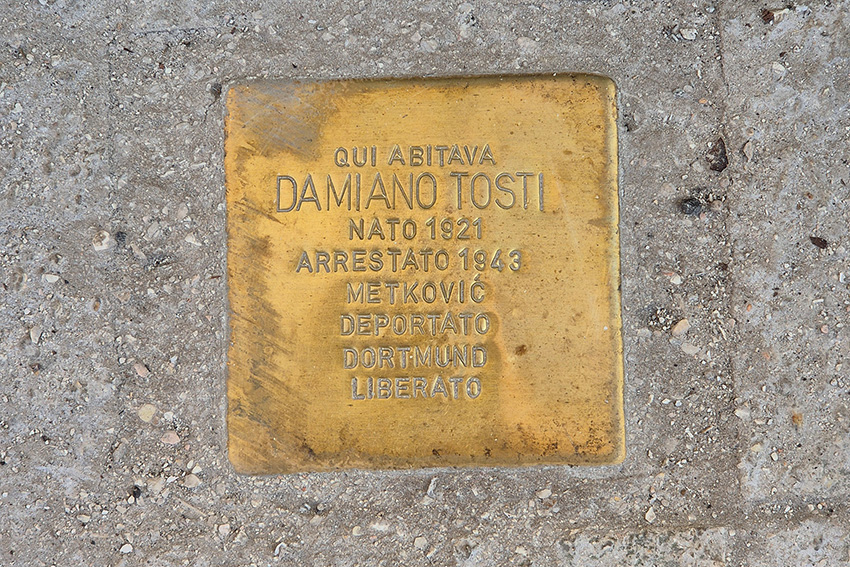 QUI ABITAVA
DAMIANO TOSTI
NATO 1921
ARRESTATO 1943
METKOVIĆ
DEPORTATO
DORTMUND
LIBERATO